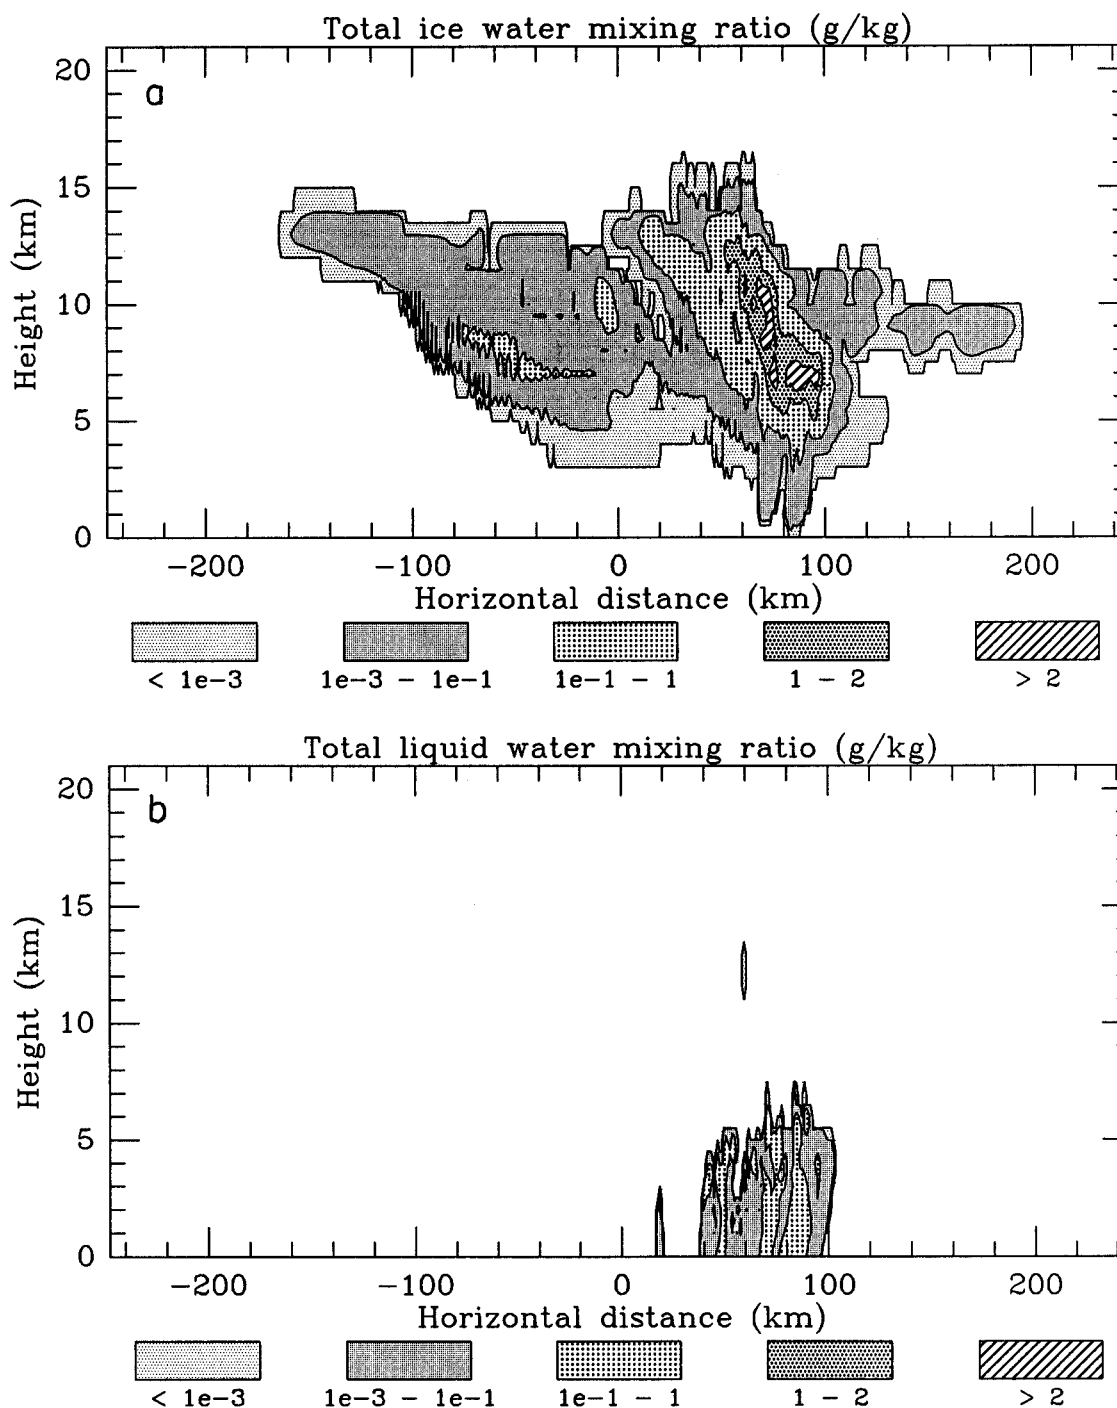 Total ice water mixing ratio (g/kg)
a
20
15
10
5
0
Height (km)
-200 -100 0 100 200
Horizontal distance (km)
< 1e-3 1e-3 - 1e-1 1e-1 - 1 1 - 2 > 2
Total liquid water mixing ratio (g/kg)
b
20
15
10
5
0
Height (km)
-200 -100 0 100 200
Horizontal distance (km)
< 1e-3 1e-3 - 1e-1 1e-1 - 1 1 - 2 > 2